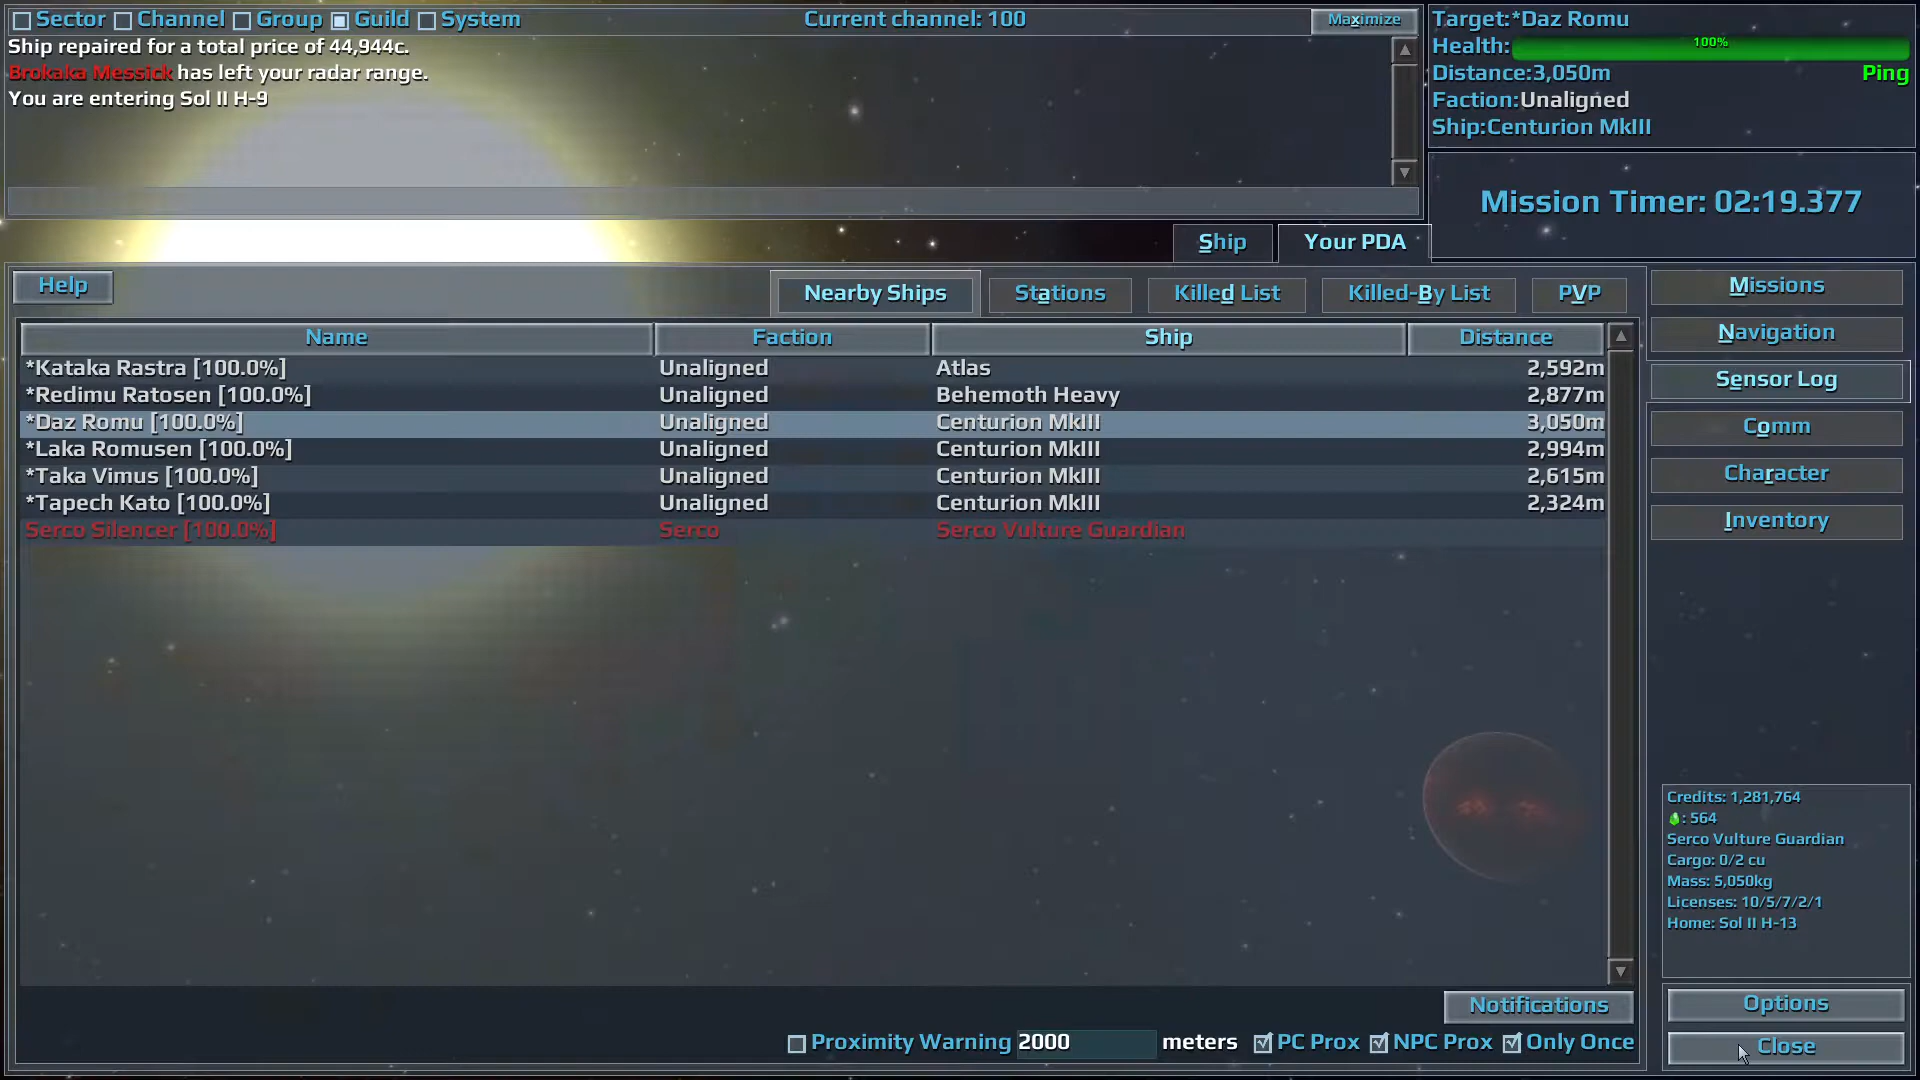 Sector Channel Group Guild System Current channel: 100 Maximize
Ship repaired for a total price of 44,944c.
Brokaka Messick has left your radar range.
You are entering Sol II H-9
Target:*Daz Romu
Health: 100%
Distance:3,050m Ping
Faction:Unaligned
Ship:Centurion MkIII
Mission Timer: 02:19.377
Ship Your PDA
Help Nearby Ships Stations Killed List Killed-By List PVP
Name Faction Ship Distance
*Kataka Rastra [100.0%] Unaligned Atlas 2,592m
*Redimu Ratosen [100.0%] Unaligned Behemoth Heavy 2,877m
*Daz Romu [100.0%] Unaligned Centurion MkIII 3,050m
*Laka Romusen [100.0%] Unaligned Centurion MkIII 2,994m
*Taka Vimus [100.0%] Unaligned Centurion MkIII 2,615m
*Tapech Kato [100.0%] Unaligned Centurion MkIII 2,324m
Serco Silencer [100.0%] Serco Serco Vulture Guardian
Missions
Navigation
Sensor Log
Comm
Character
Inventory
Credits: 1,281,764
: 564
Serco Vulture Guardian
Cargo: 0/2 cu
Mass: 5,050kg
Licenses: 10/5/7/2/1
Home: Sol II H-13
Notifications
Proximity Warning 2000 meters PC Prox NPC Prox Only Once
Options
Close